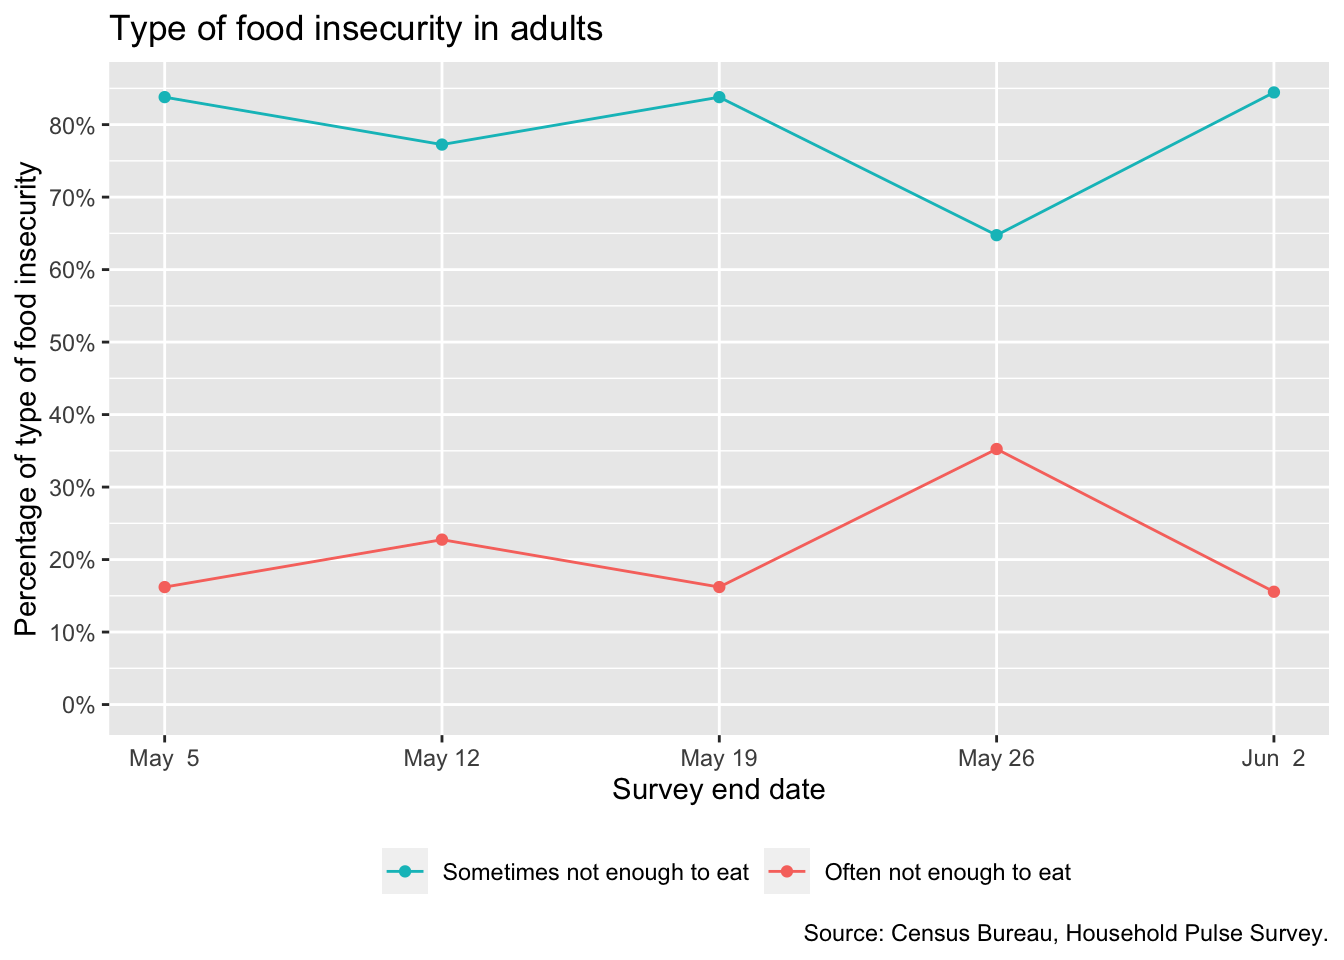 Type of food insecurity in adults
Percentage of type of food insecurity
80%
70%
60%
50%
40%
30%
20%
10%
0%
May  5 May 12 May 19 May 26 Jun  2
Survey end date
Sometimes not enough to eat Often not enough to eat
Source: Census Bureau, Household Pulse Survey.